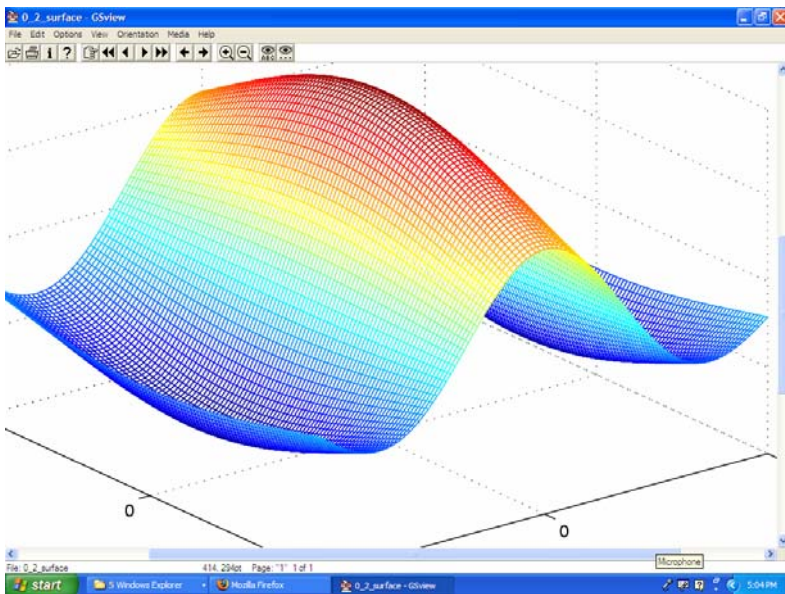 0_2_surface - GSview
File Edit Options View Orientation Media Help
i ? ABC
0
0
File: 0_2_surface 414, 294pt Page: "1" 1 of 1
Microphone
start 5 Windows Explorer Mozilla Firefox 0_2_surface - GSview 5:04 PM